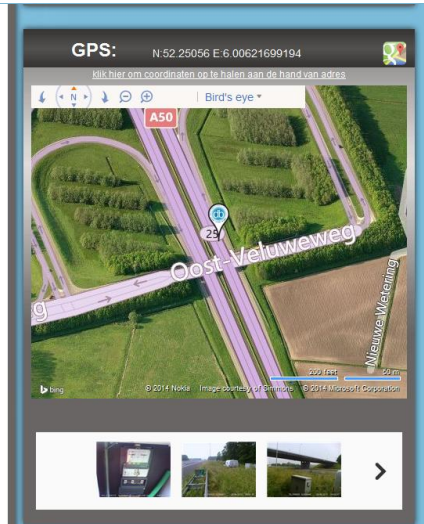 GPS: N:52.25056 E:6.00621699194
klik hier om coordinaten op te halen aan de hand van adres
N Bird's eye
A50
25
Oost-Veluweweg
g
Nieuwe Wetering
200 feet 50 m
bing © 2014 Nokia Image courtesy of Simmons © 2014 Microsoft Corporation